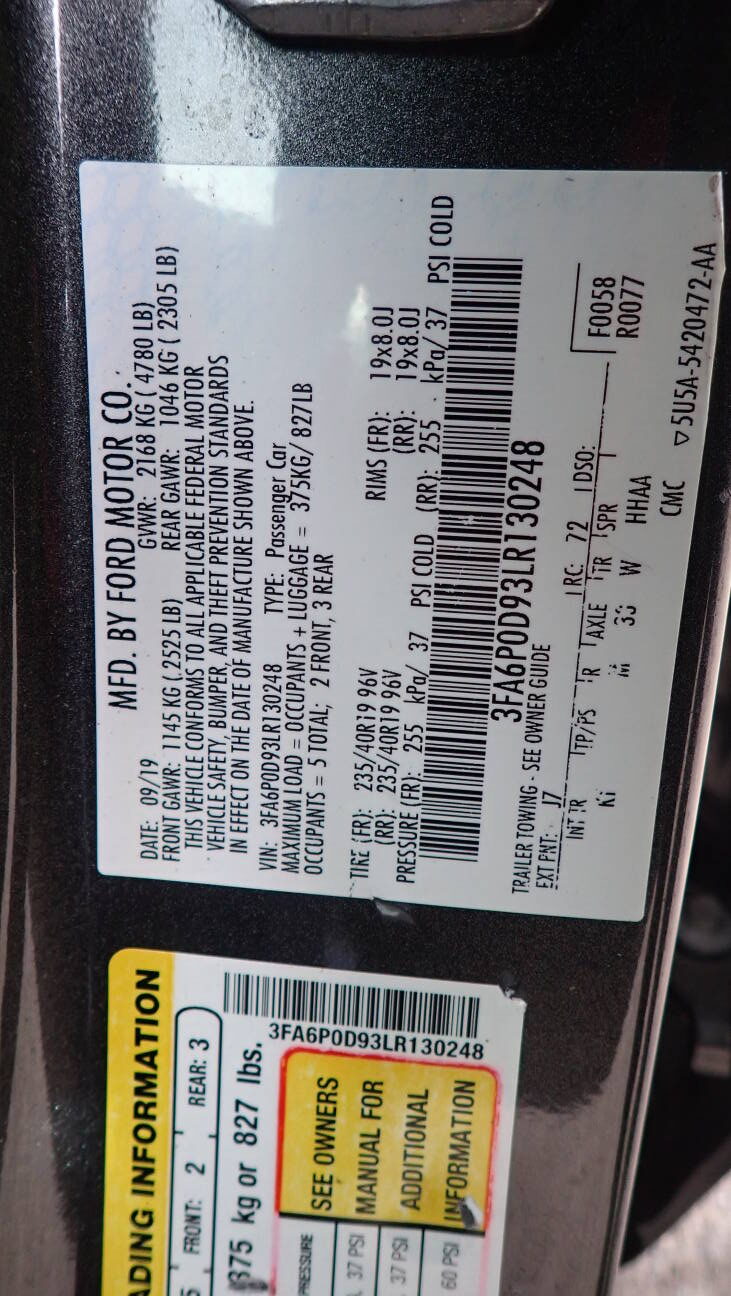 MFD. BY FORD MOTOR CO.
DATE: 09/19 GVWR: 2168 KG ( 4780 LB)
FRONT GAWR: 1145 KG ( 2525 LB) REAR GAWR: 1046 KG ( 2305 LB)
THIS VEHICLE CONFORMS TO ALL APPLICABLE FEDERAL MOTOR
VEHICLE SAFETY, BUMPER, AND THEFT PREVENTION STANDARDS
IN EFFECT ON THE DATE OF MANUFACTURE SHOWN ABOVE.
VIN: 3FA6P0D93LR130248 TYPE: Passenger Car
MAXIMUM LOAD = OCCUPANTS + LUGGAGE = 375KG/ 827LB
OCCUPANTS = 5 TOTAL; 2 FRONT, 3 REAR
TIRE (FR): 235/40R19 96V RIMS (FR): 19x8.0J
(RR): 235/40R19 96V (RR): 19x8.0J
PRESSURE (FR): 255 kPa/ 37 PSI COLD (RR): 255 kPa/ 37 PSI COLD
3FA6P0D93LR130248
TRAILER TOWING - SEE OWNER GUIDE
EXT PNT: J7 RC: 72 DSO: F0058
R0077
INT TR TP/PS R AXLE TR SPR
W HHAA
CMC ▽5U5A-5420472-AA
ADING INFORMATION
FRONT: 2 REAR: 3
375 kg or 827 lbs.
3FA6P0D93LR130248
PRESSURE
37 PSI
37 PSI
60 PSI
SEE OWNERS
MANUAL FOR
ADDITIONAL
INFORMATION